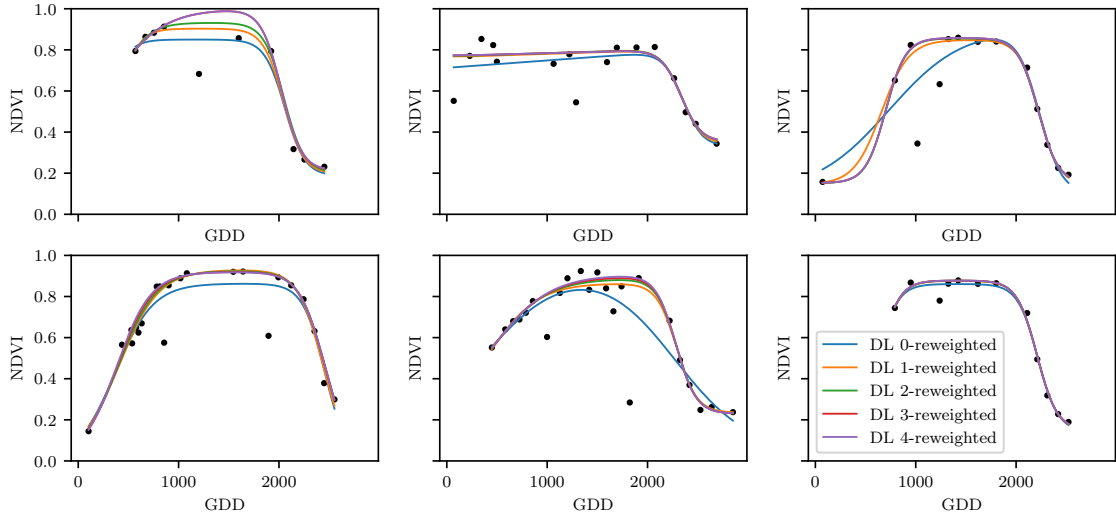 1.0
0.8
0.6
0.4
0.2
0.0
NDVI
GDD
NDVI
GDD
NDVI
GDD
1.0
0.8
0.6
0.4
0.2
0.0
NDVI
0 1000 2000
GDD
NDVI
0 1000 2000
GDD
NDVI
0 1000 2000
GDD
DL 0-reweighted
DL 1-reweighted
DL 2-reweighted
DL 3-reweighted
DL 4-reweighted